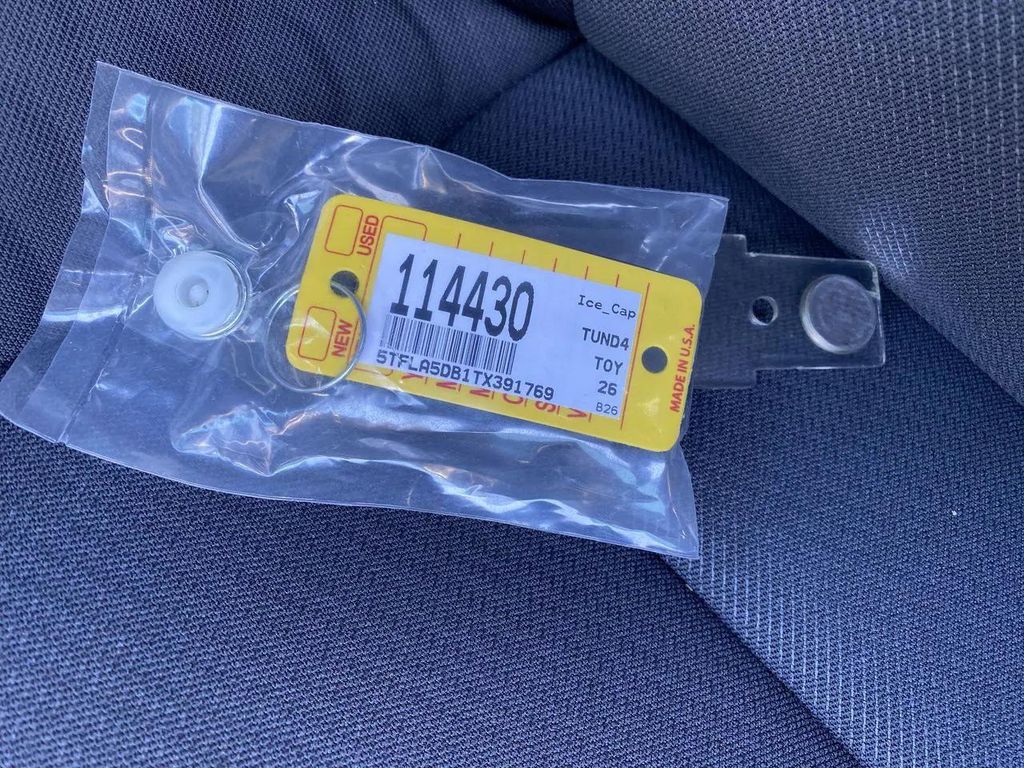 USED
NEW
114430
Ice_Cap
TUND4
TOY
26
B26
5TFLA5DB1TX391769
MADE IN U.S.A.